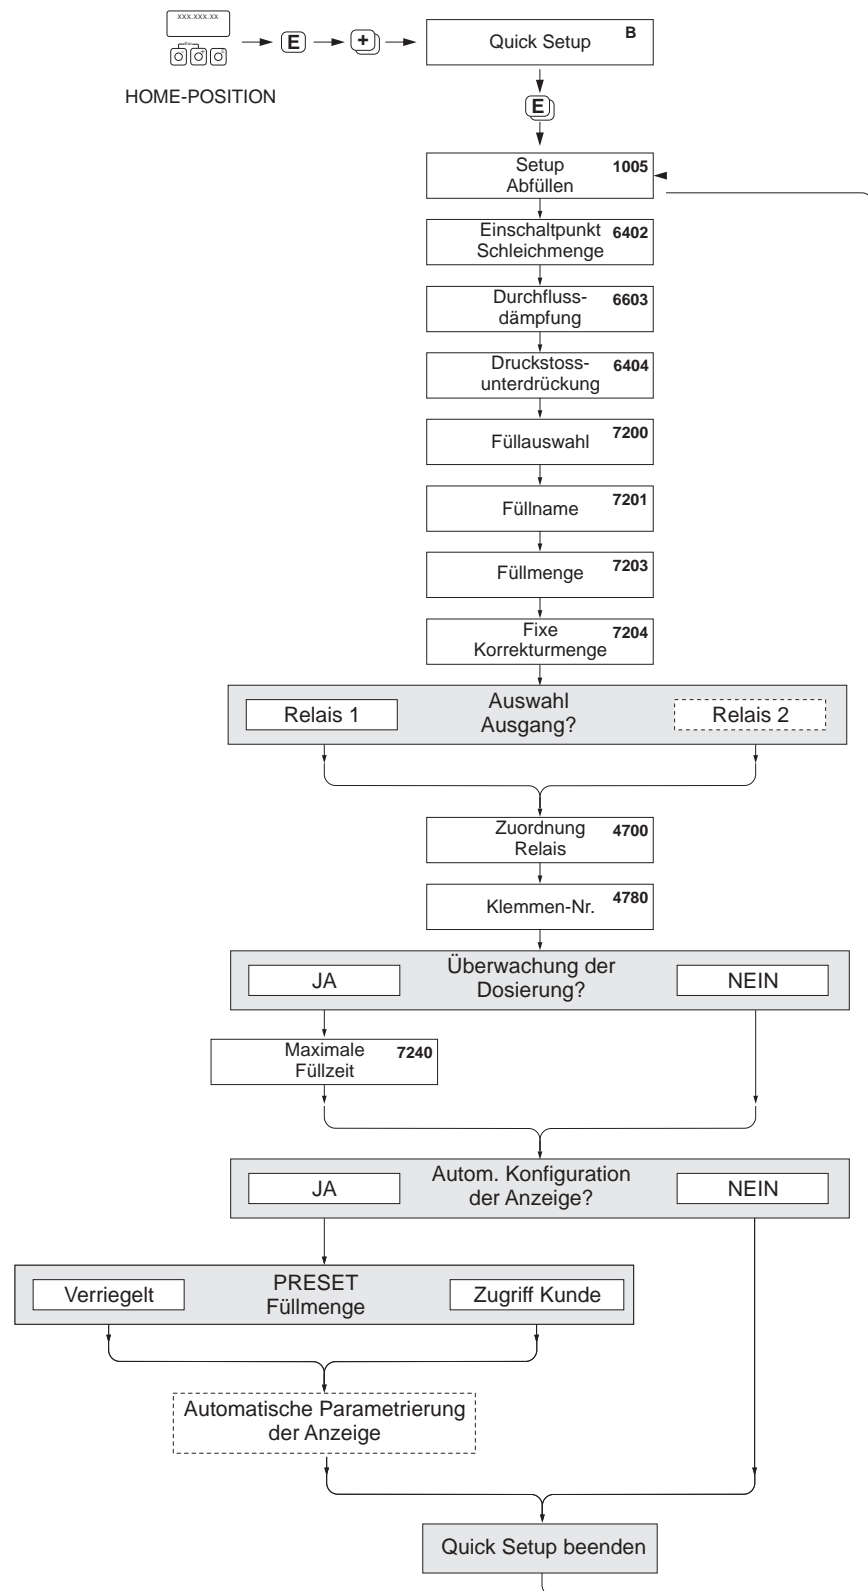 xxx.xxx.xx
Esc
E
+
Quick Setup
B
HOME-POSITION
E
Setup
Abfüllen
1005
Einschaltpunkt
Schleichmenge
6402
Durchfluss-
dämpfung
6603
Druckstoss-
unterdrückung
6404
Füllauswahl
7200
Füllname
7201
Füllmenge
7203
Fixe
Korrekturmenge
7204
Relais 1
Auswahl
Ausgang?
Relais 2
Zuordnung
Relais
4700
Klemmen-Nr.
4780
JA
Überwachung der
Dosierung?
NEIN
Maximale
Füllzeit
7240
JA
Autom. Konfiguration
der Anzeige?
NEIN
Verriegelt
PRESET
Füllmenge
Zugriff Kunde
Automatische Parametrierung
der Anzeige
Quick Setup beenden